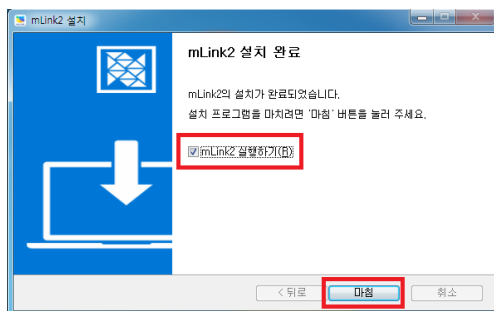 mLink2 설치
mLink2 설치 완료
mLink2의 설치가 완료되었습니다.
설치 프로그램을 마치려면 '마침' 버튼을 눌러 주세요.
mLink2 실행하기(R)
< 뒤로
마침
취소